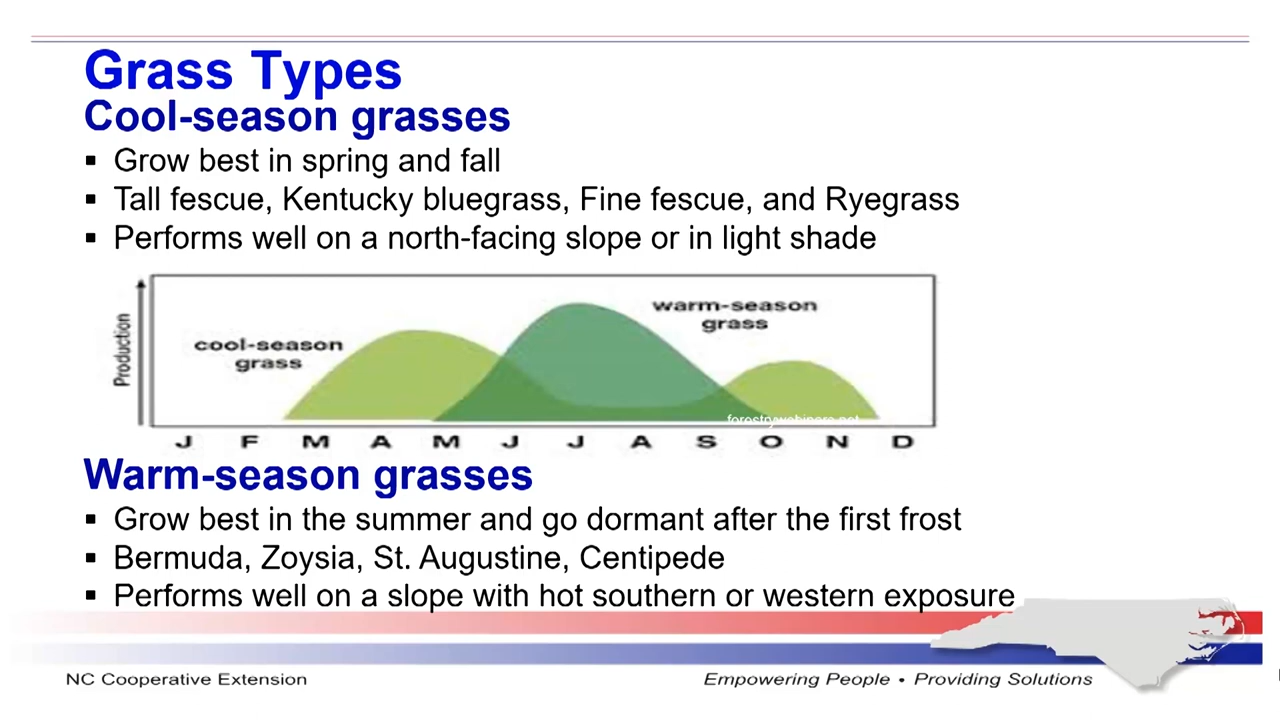 Grass Types
Cool-season grasses
▪ Grow best in spring and fall
▪ Tall fescue, Kentucky bluegrass, Fine fescue, and Ryegrass
▪ Performs well on a north-facing slope or in light shade
Production
cool-season
grass
warm-season
grass
forestrywebinars.net
J F M A M J J A S O N D
Warm-season grasses
▪ Grow best in the summer and go dormant after the first frost
▪ Bermuda, Zoysia, St. Augustine, Centipede
▪ Performs well on a slope with hot southern or western exposure
NC Cooperative Extension
Empowering People • Providing Solutions